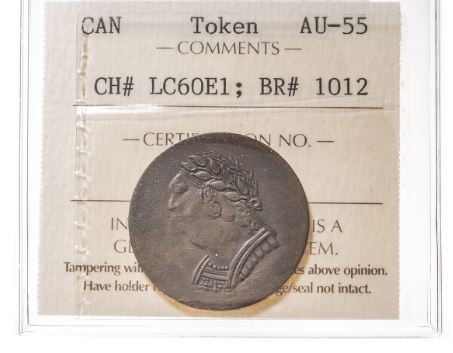 CAN Token AU-55
— COMMENTS —
CH# LC60E1; BR# 1012
— CERTI ON NO. —
IN IS A
G EM.
Tampering wi s above opinion.
Have holder ge/seal not intact.